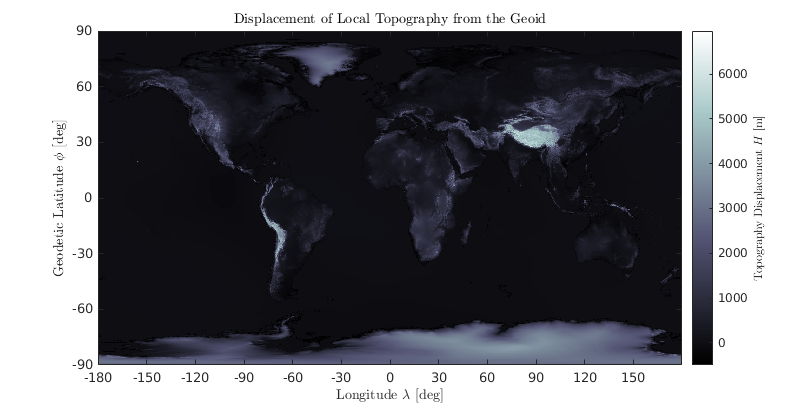 Displacement of Local Topography from the Geoid
90
60
30
0
-30
-60
-90
Geodetic Latitude ϕ [deg]
-180 -150 -120 -90 -60 -30 0 30 60 90 120 150
Longitude λ [deg]
6000
5000
4000
3000
2000
1000
0
Topography Displacement H [m]